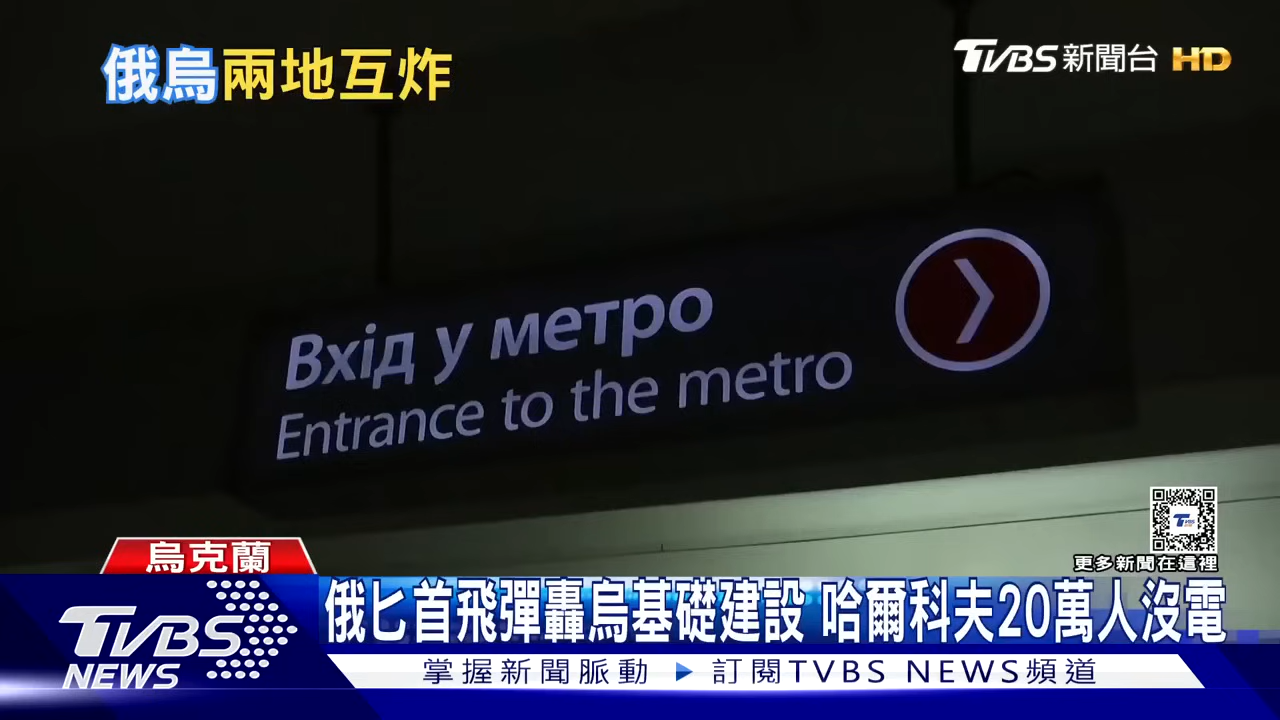 俄烏兩地互炸
TVBS新聞台 HD
Вхід у метро
Entrance to the metro
更多新聞在這裡
烏克蘭
俄匕首飛彈轟烏基礎建設 哈爾科夫20萬人沒電
TVBS NEWS
掌握新聞脈動 ▶ 訂閱TVBS NEWS頻道